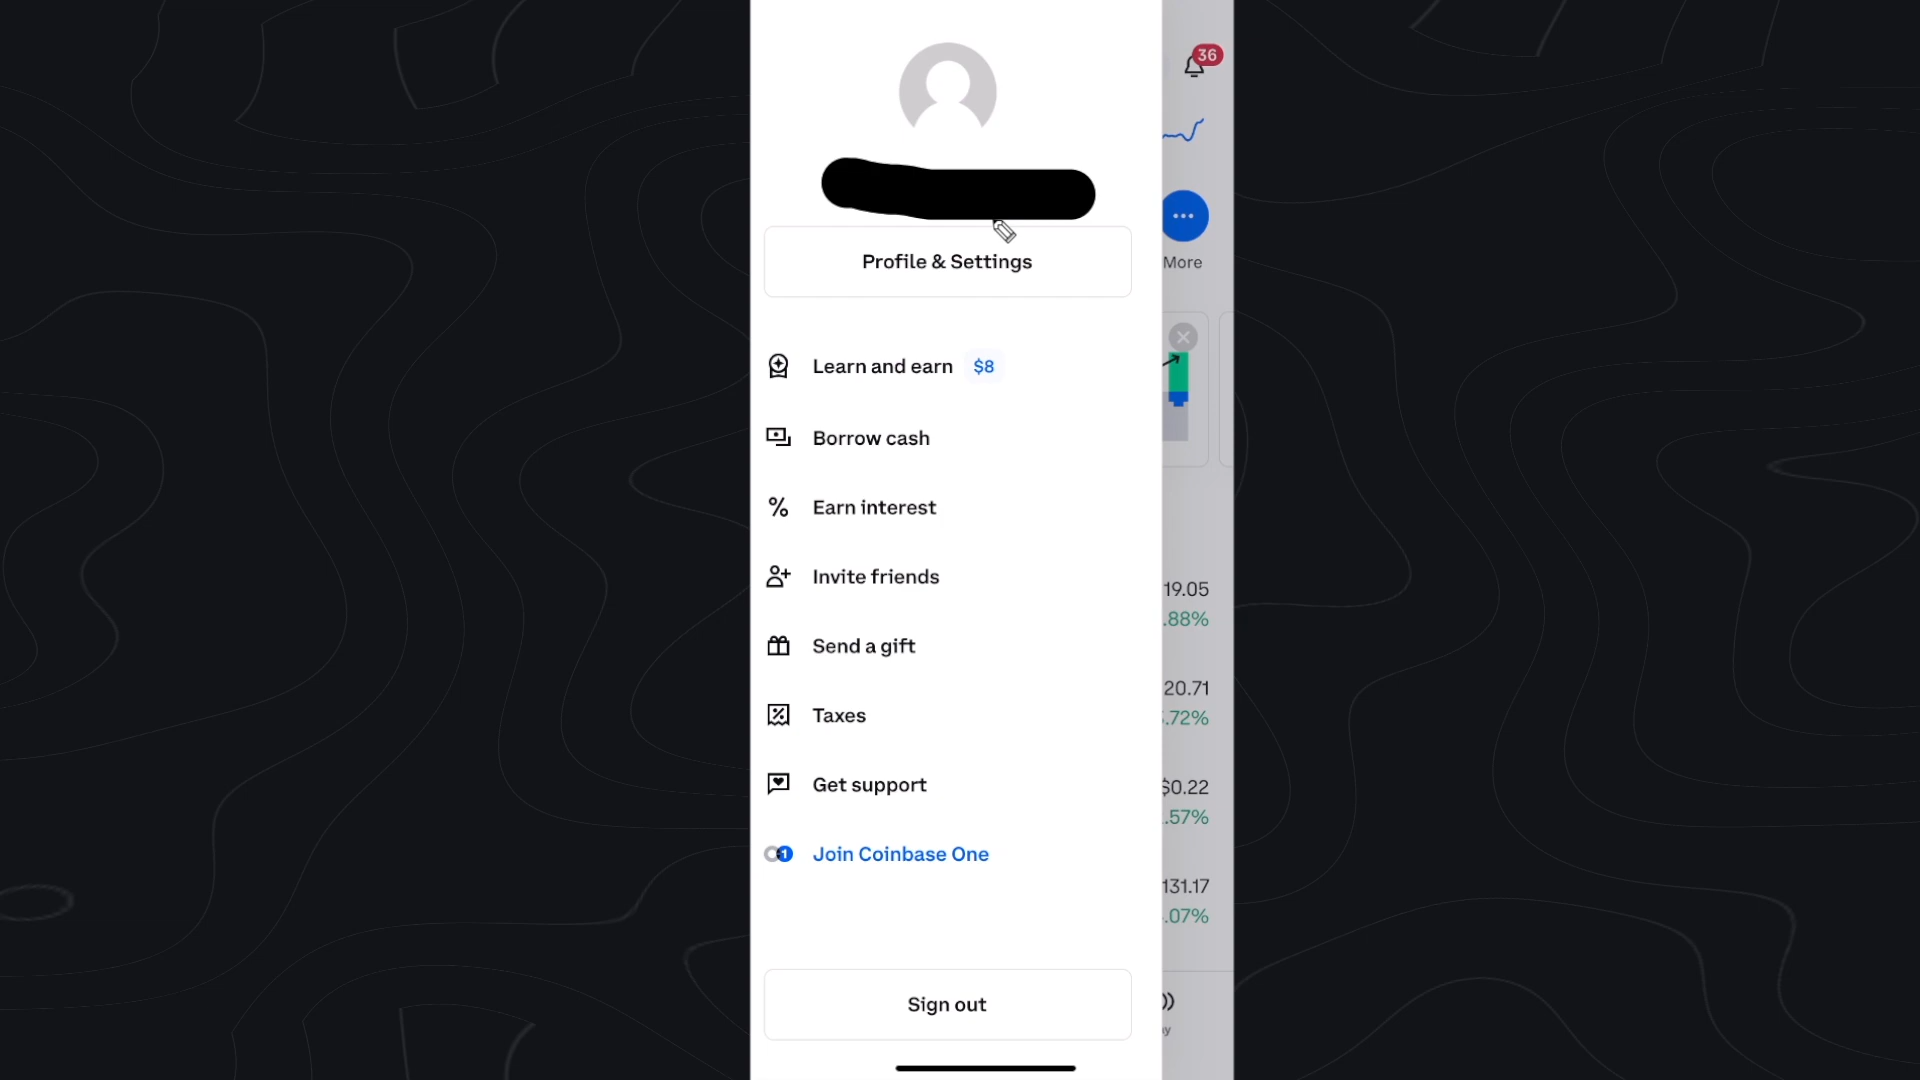 36
More
Profile & Settings
Learn and earn $8
Borrow cash
Earn interest
19.05
.88%
Invite friends
Send a gift
20.71
.72%
Taxes
Get support
$0.22
.57%
1 Join Coinbase One
131.17
.07%
Sign out